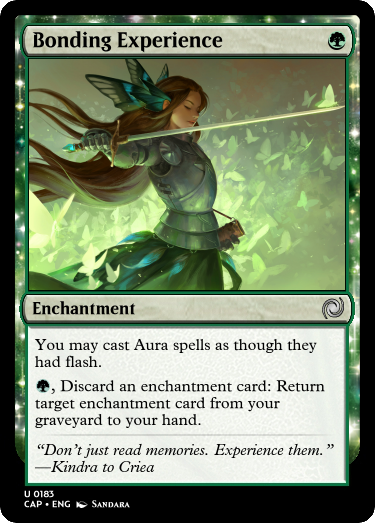 Bonding Experience
Enchantment
You may cast Aura spells as though they
had flash.
, Discard an enchantment card: Return
target enchantment card from your
graveyard to your hand.
“Don’t just read memories. Experience them.”
—Kindra to Criea
U 0183
CAP • ENG Sandara